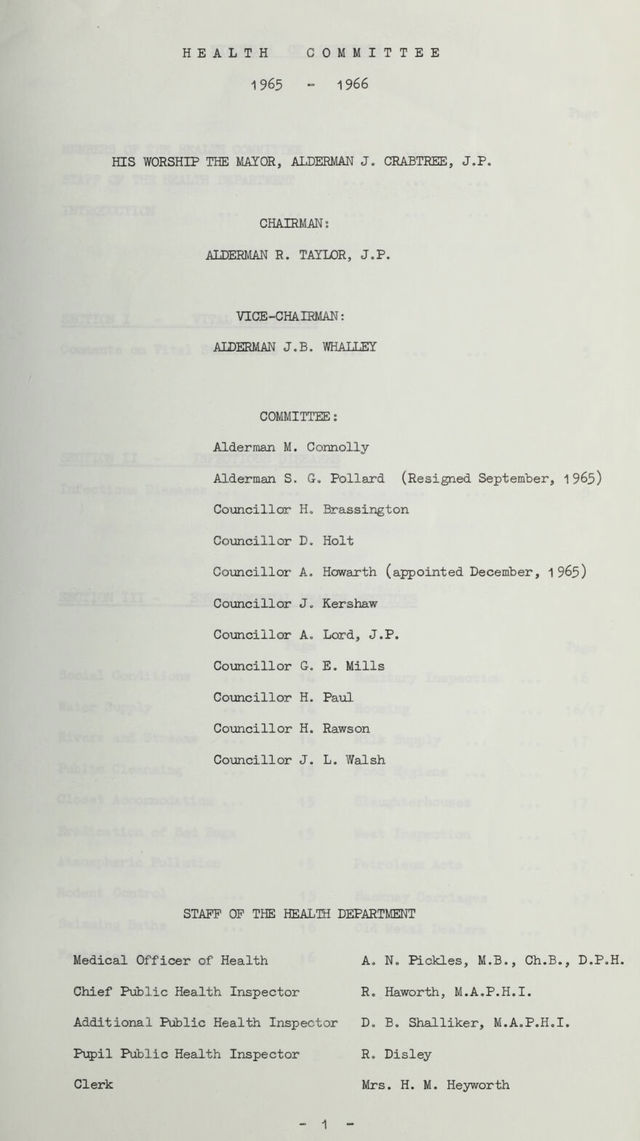 HEALTH COMMITTEE
1965 - 1966
HIS WORSHIP THE MAYOR, ALDERMAN J. CRABTREE, J.P.
CHAIRMAN:
ALDERMAN R. TAYLOR, J.P.
VICE-CHAIRMAN:
ALDERMAN J.B. WHALLEY
COMMITTEE:
Alderman M. Connolly
Alderman S. G. Pollard (Resigned September, 1965)
Councillor H. Brassington
Councillor D. Holt
Councillor A. Howarth (appointed December, 1965)
Councillor J. Kershaw
Councillor A. Lord, J.P.
Councillor G. E. Mills
Councillor H. Paul
Councillor H. Rawson
Councillor J. L. Walsh
STAFF OF THE HEALTH DEPARTMENT
Medical Officer of Health A. N. Pickles, M.B., Ch.B., D.P.H.
Chief Public Health Inspector R. Haworth, M.A.P.H.I.
Additional Public Health Inspector D. B. Shalliker, M.A.P.H.I.
Pupil Public Health Inspector R. Disley
Clerk Mrs. H. M. Heyworth
- 1 -